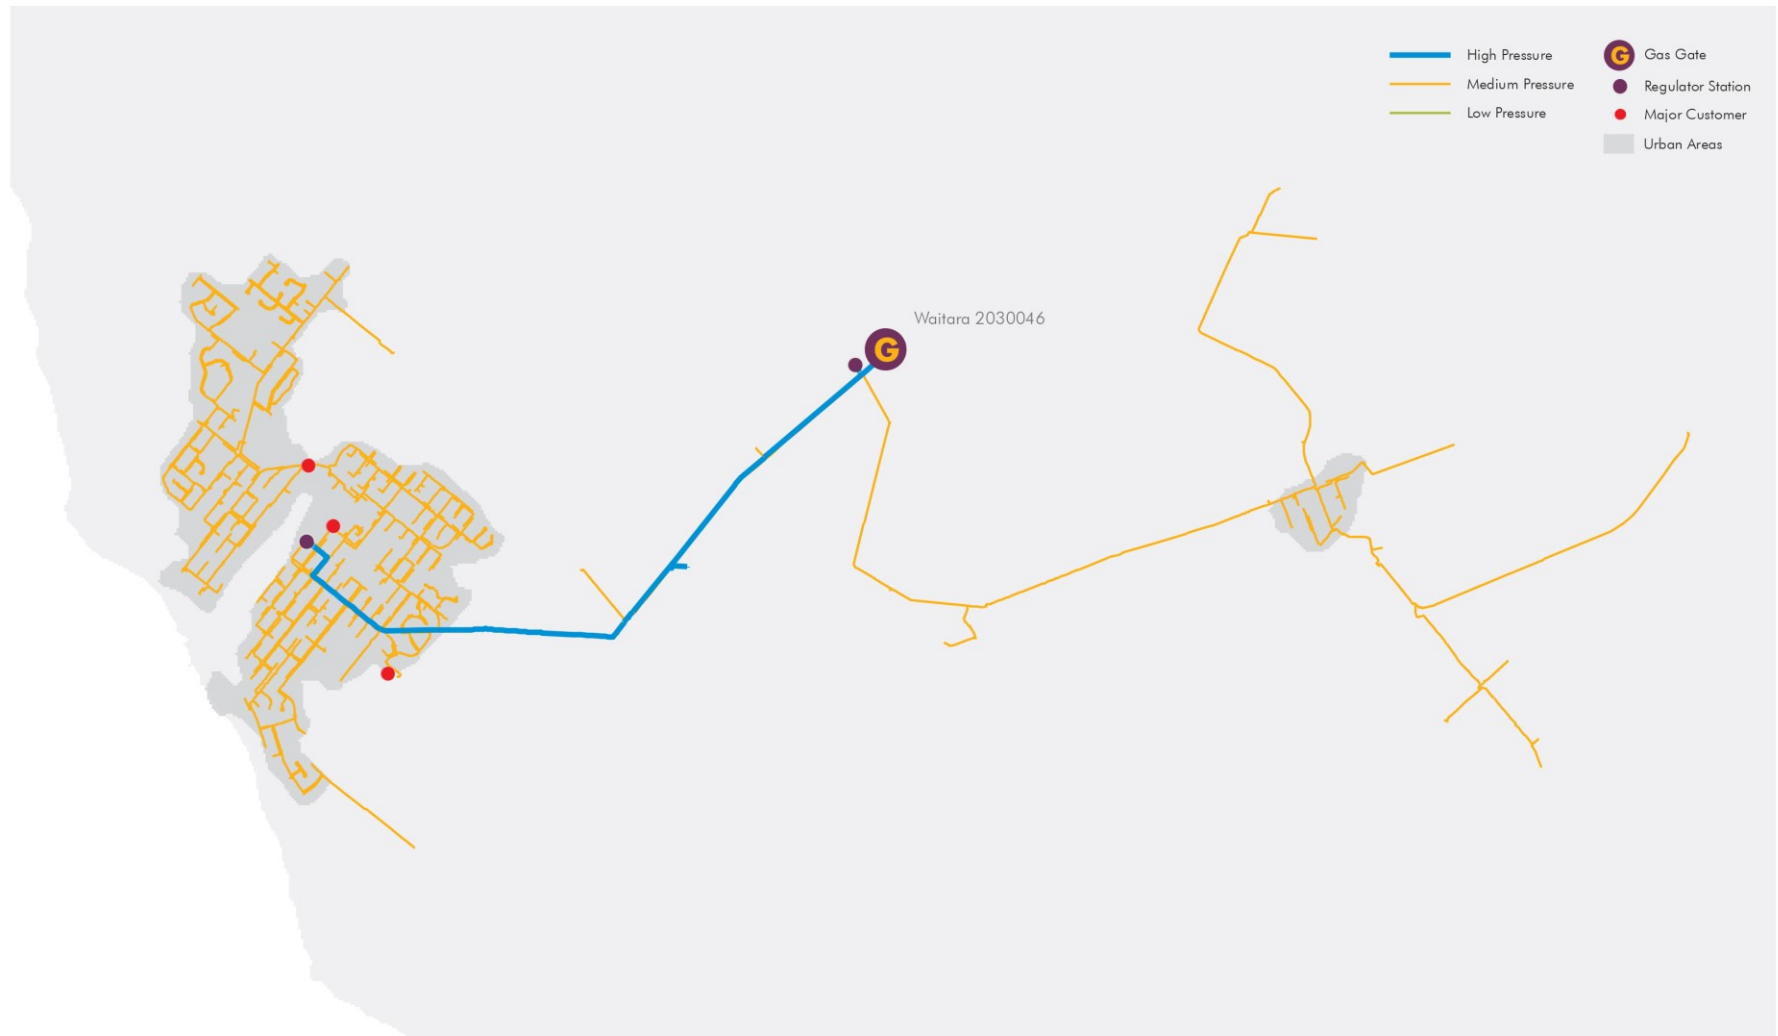 High Pressure
Medium Pressure
Low Pressure
G Gas Gate
Regulator Station
Major Customer
Urban Areas
Waitara 2030046
G